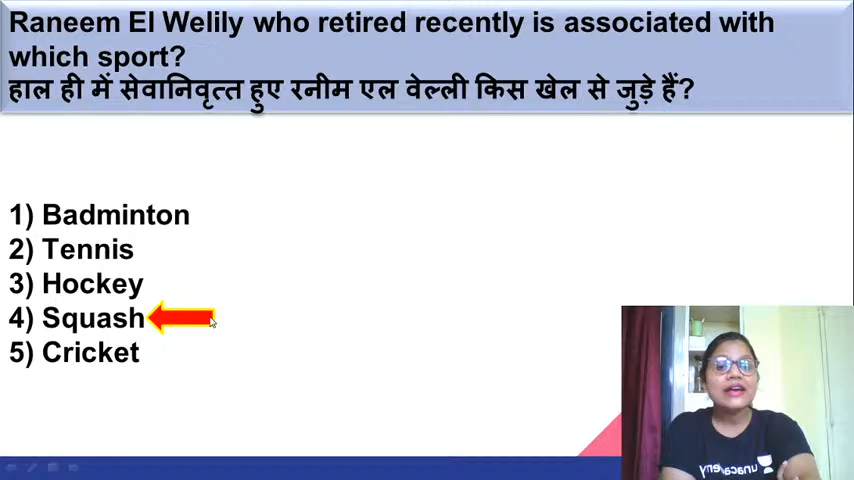 Raneem El Welily who retired recently is associated with
which sport?
हाल ही में सेवानिवृत्त हुए रनीम एल वेल्ली किस खेल से जुड़े हैं?
1) Badminton
2) Tennis
3) Hockey
4) Squash
5) Cricket
unacademy